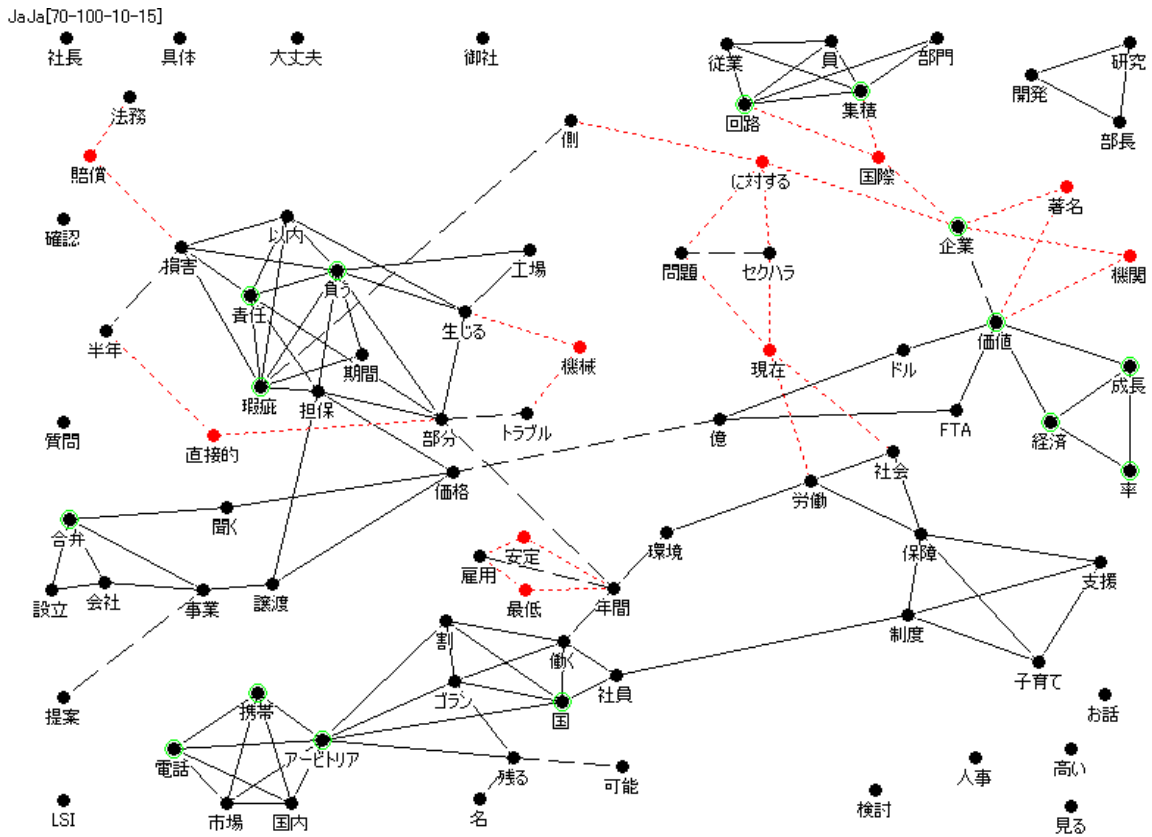 JaJa[70-100-10-15]
社長
具体
大丈夫
御社
従業
員
部門
研究
開発
部長
法務
回路
集積
側
賠償
に対する
国際
著名
確認
以内
損害
工場
企業
問題
セクハラ
機関
負う
責任
生じる
半年
価値
期間
機械
現在
ドル
成長
瑕疵
担保
部分
トラブル
億
FTA
経済
質問
直接的
社会
率
価格
労働
聞く
合弁
安定
環境
保障
雇用
支援
設立
会社
事業
譲渡
最低
年間
制度
割
働く
子育て
提案
携帯
ゴラン
国
社員
お話
電話
アービトリア
残る
可能
人事
高い
LSI
市場
国内
名
検討
見る